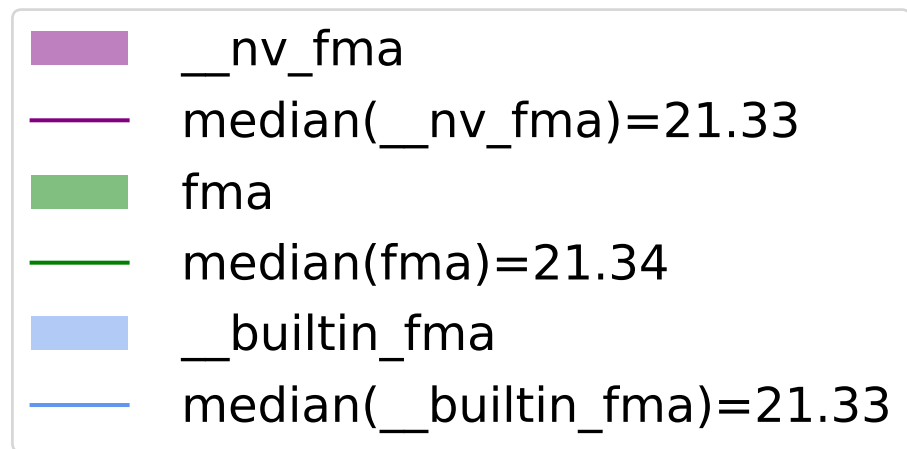 __nv_fma
median(__nv_fma)=21.33
fma
median(fma)=21.34
__builtin_fma
median(__builtin_fma)=21.33